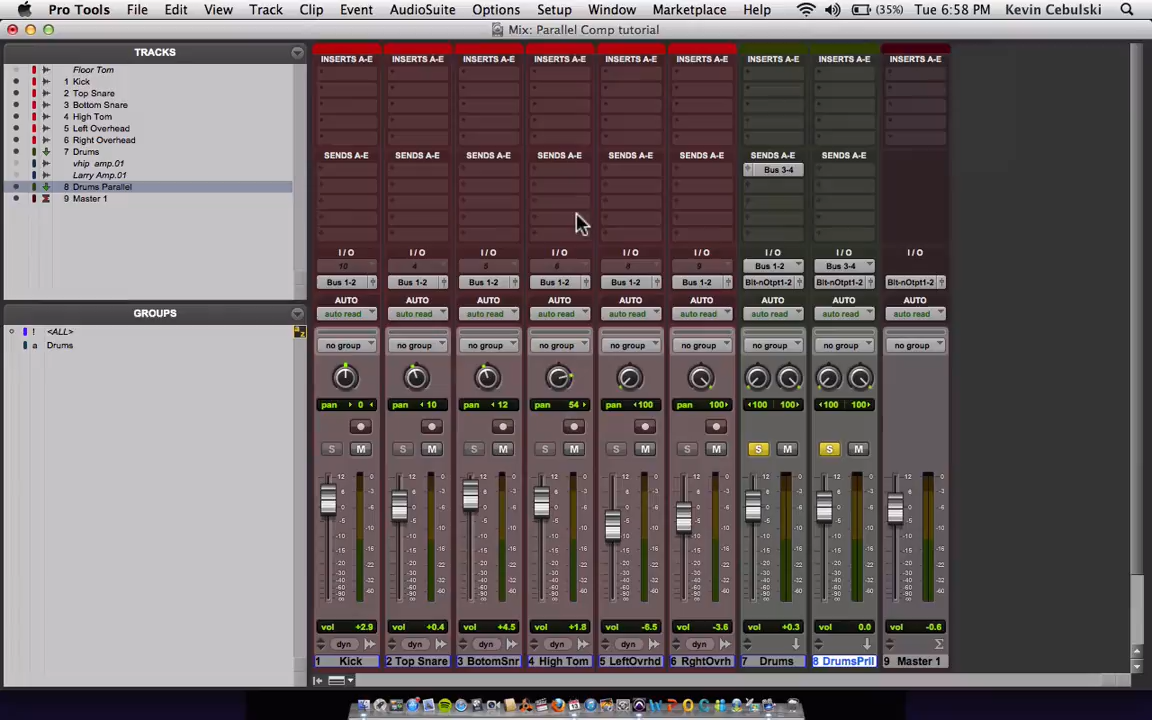 Pro Tools File Edit View Track Clip Event AudioSuite Options Setup Window Marketplace Help (35%) Tue 6:58 PM Kevin Cebulski
Mix: Parallel Comp tutorial
TRACKS
Floor Tom
1 Kick
2 Top Snare
3 Bottom Snare
4 High Tom
5 Left Overhead
6 Right Overhead
7 Drums
vhip amp.01
Larry Amp.01
8 Drums Parallel
9 Master 1
GROUPS
! <ALL>
a Drums
INSERTS A-E INSERTS A-E INSERTS A-E INSERTS A-E INSERTS A-E INSERTS A-E INSERTS A-E INSERTS A-E INSERTS A-E
SENDS A-E SENDS A-E SENDS A-E SENDS A-E SENDS A-E SENDS A-E SENDS A-E SENDS A-E
Bus 3-4
I/O I/O I/O I/O I/O I/O I/O I/O I/O
10 4 5 6 8 9 Bus 1-2 Bus 3-4
Bus 1-2 Bus 1-2 Bus 1-2 Bus 1-2 Bus 1-2 Bus 1-2 Blt-nOtpt1-2 Blt-nOtpt1-2 Blt-nOtpt1-2
AUTO AUTO AUTO AUTO AUTO AUTO AUTO AUTO AUTO
auto read auto read auto read auto read auto read auto read auto read auto read auto read
no group no group no group no group no group no group no group no group no group
pan 0 pan 10 pan 12 pan 54 pan 100 pan 100 100 100 100 100
S M S M S M S M S M S M S M S M
vol +2.9 vol +0.4 vol +4.5 vol +1.8 vol -6.5 vol -3.6 vol +0.3 vol 0.0 vol -0.6
dyn dyn dyn dyn dyn dyn Σ
1 Kick 2 Top Snare 3 BotomSnr 4 High Tom 5 LeftOvrhd 6 RghtOvrh 7 Drums 8 DrumsPrll 9 Master 1